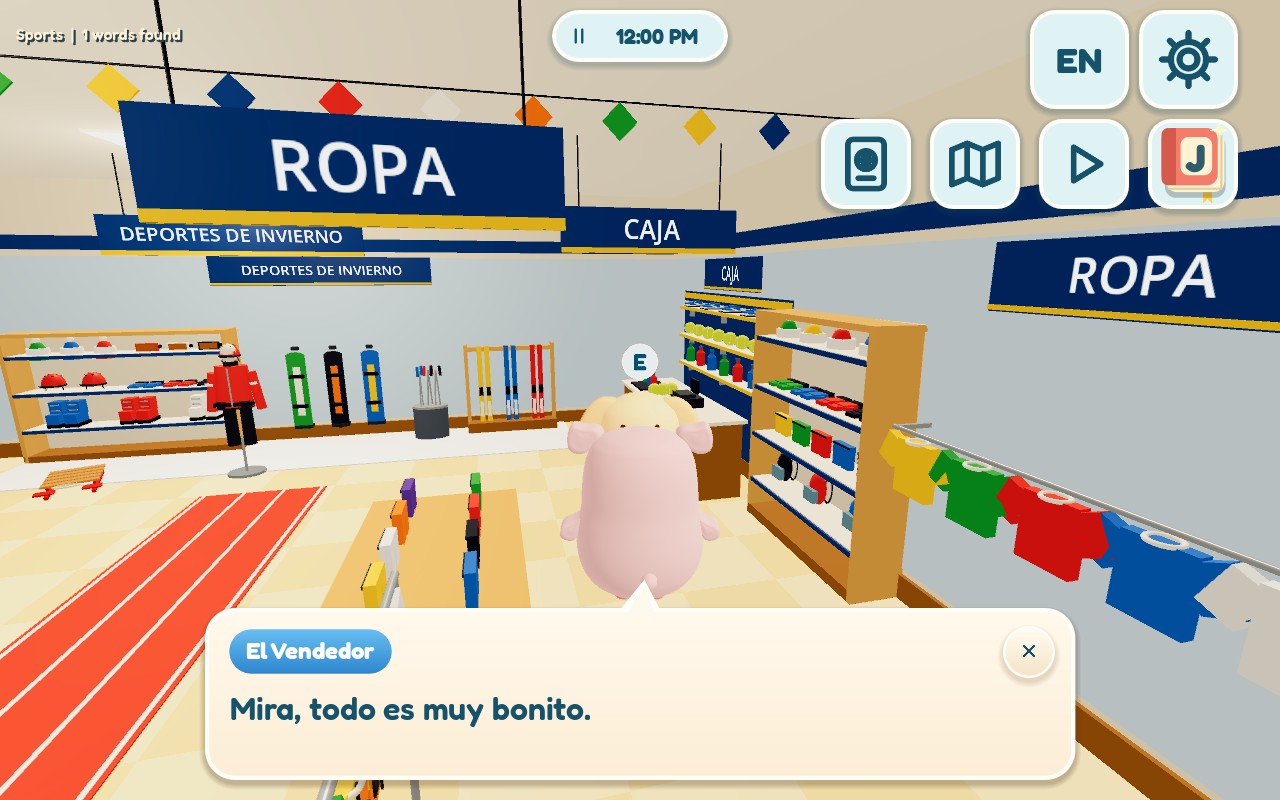 Sports | 1 words found
12:00 PM
EN
J
ROPA
DEPORTES DE INVIERNO
CAJA
DEPORTES DE INVIERNO
CAJA
ROPA
E
El Vendedor
Mira, todo es muy bonito.